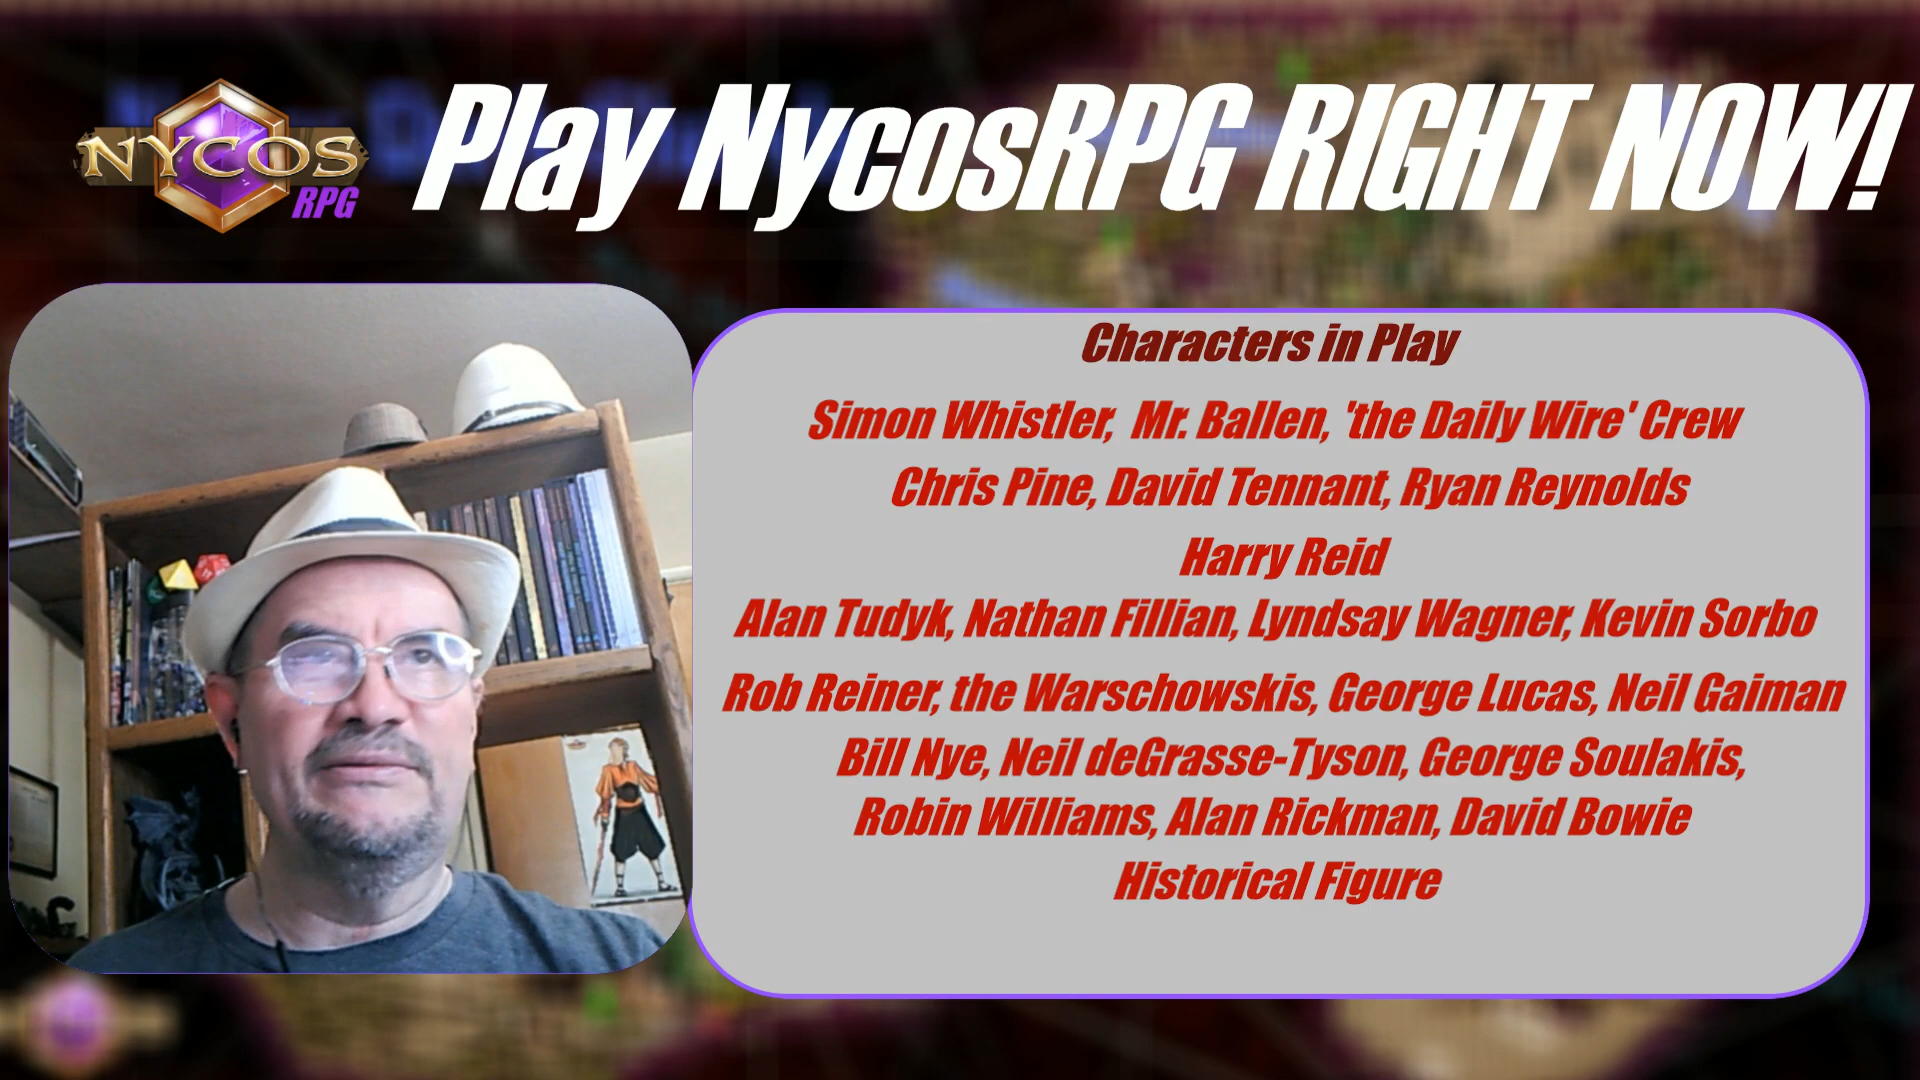 NYCOS
RPG
Play NycosRPG RIGHT NOW!
Characters in Play
Simon Whistler, Mr. Ballen, 'the Daily Wire' Crew
Chris Pine, David Tennant, Ryan Reynolds
Harry Reid
Alan Tudyk, Nathan Fillian, Lyndsay Wagner, Kevin Sorbo
Rob Reiner, the Warschowskis, George Lucas, Neil Gaiman
Bill Nye, Neil deGrasse-Tyson, George Soulakis,
Robin Williams, Alan Rickman, David Bowie
Historical Figure